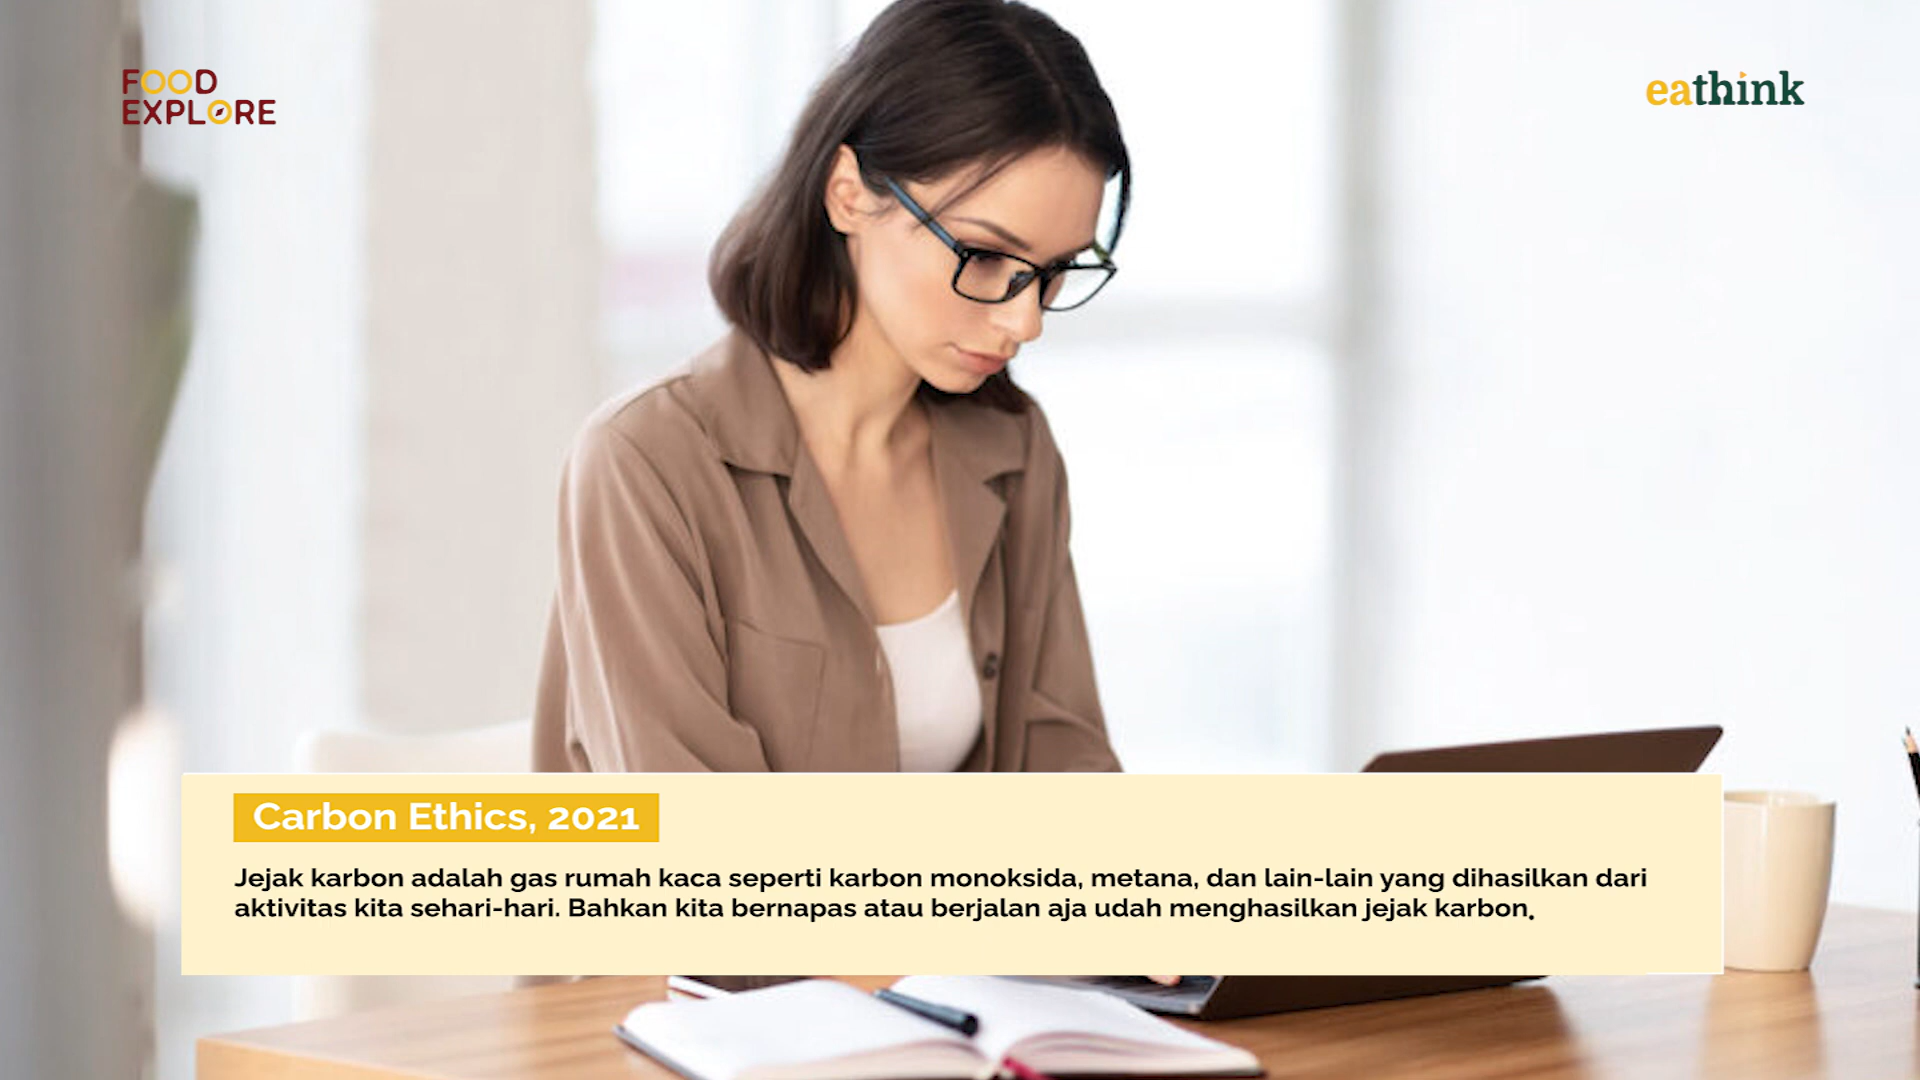 FOOD
EXPLORE
eathink
Carbon Ethics, 2021
Jejak karbon adalah gas rumah kaca seperti karbon monoksida, metana, dan lain-lain yang dihasilkan dari
aktivitas kita sehari-hari. Bahkan kita bernapas atau berjalan aja udah menghasilkan jejak karbon.